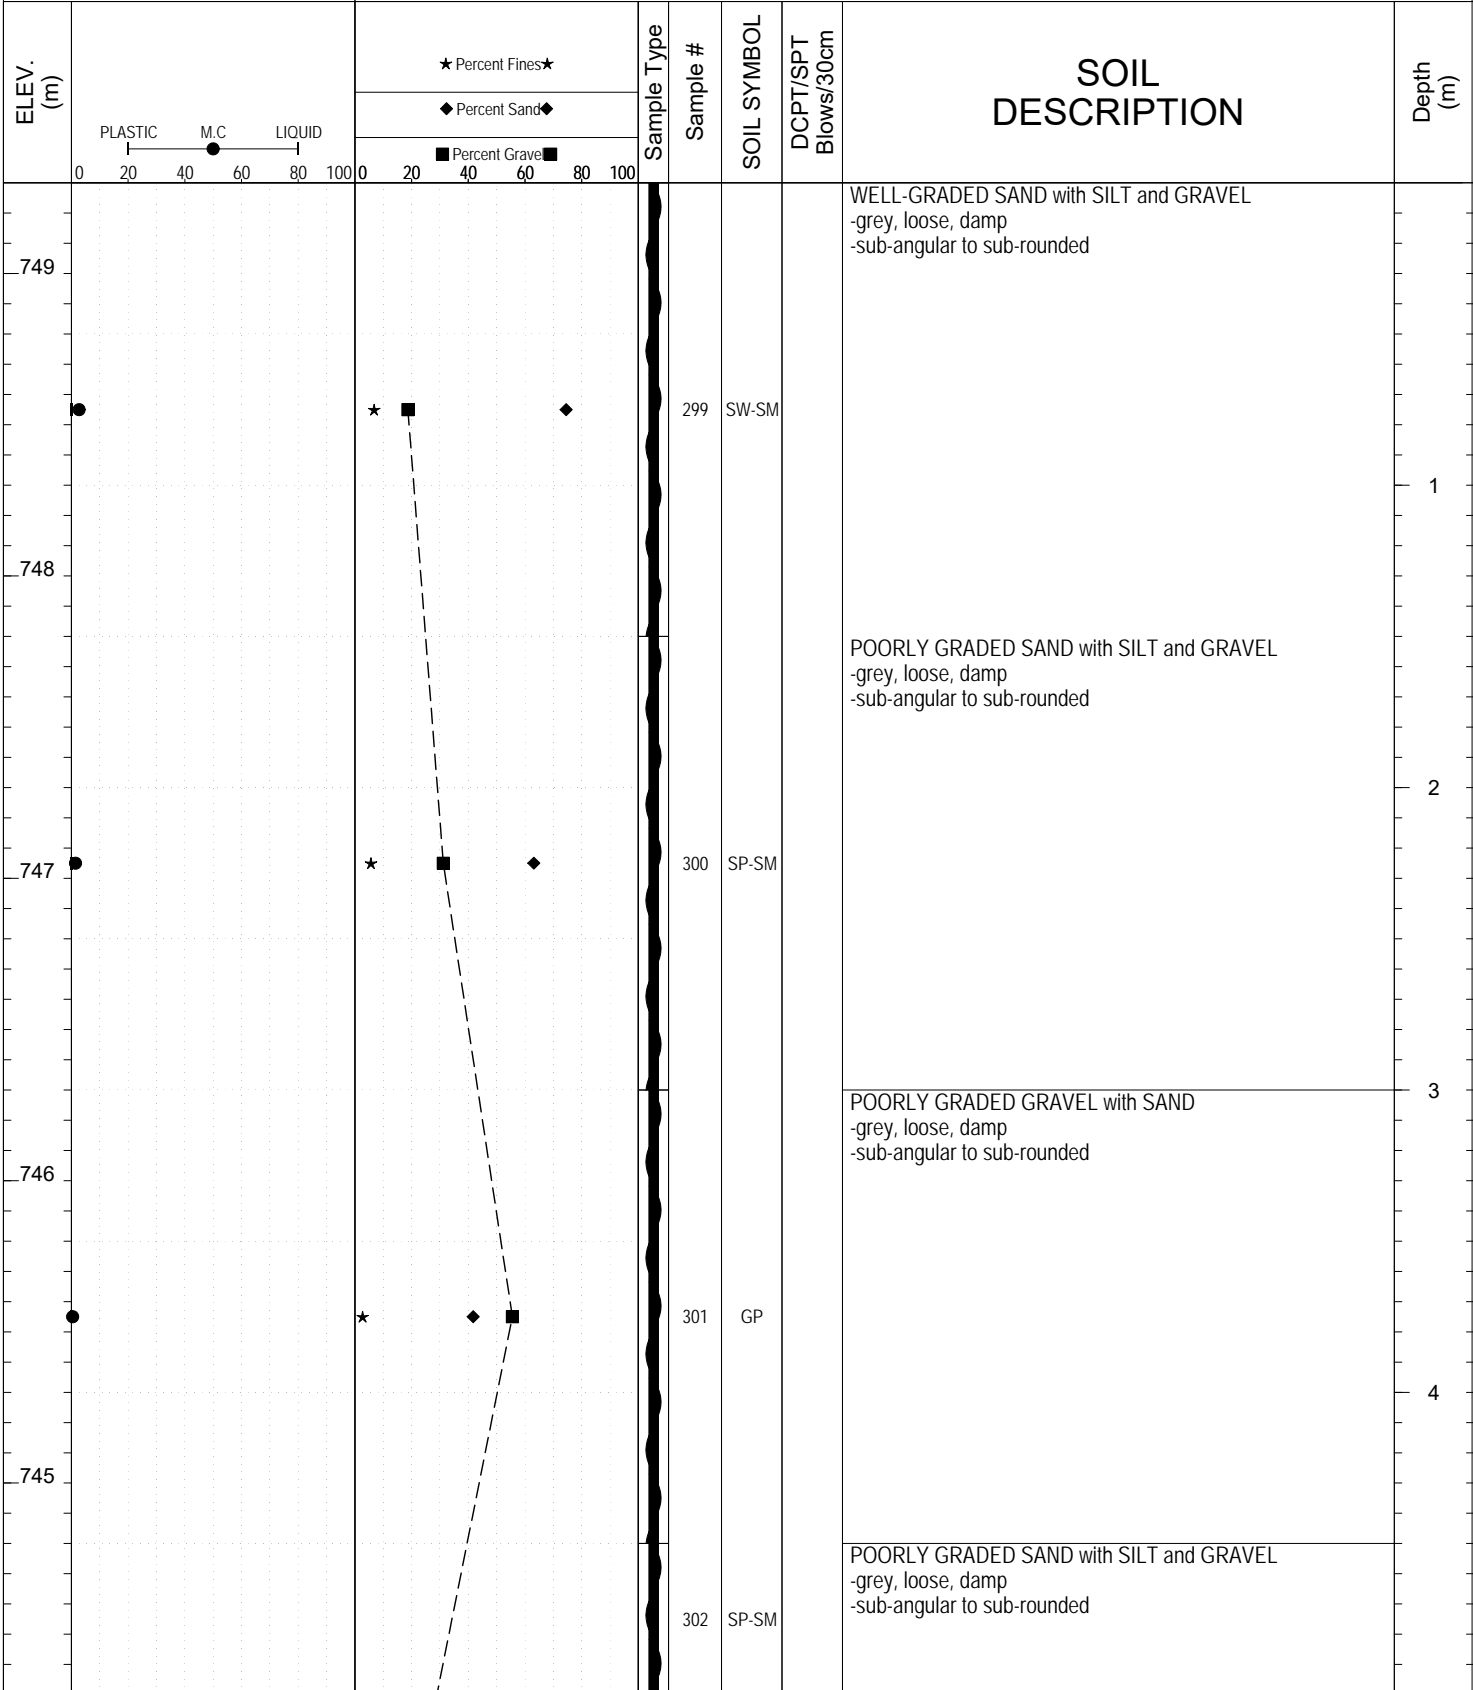 ELEV.
(m)
PLASTIC M.C LIQUID
0 20 40 60 80 100
★ Percent Fines★
◆ Percent Sand◆
■ Percent Gravel■
0 20 40 60 80 100
Sample Type
Sample #
SOIL SYMBOL
DCPT/SPT
Blows/30cm
SOIL
DESCRIPTION
Depth
(m)
WELL-GRADED SAND with SILT and GRAVEL
-grey, loose, damp
-sub-angular to sub-rounded
749
299 SW-SM
1
748
POORLY GRADED SAND with SILT and GRAVEL
-grey, loose, damp
-sub-angular to sub-rounded
2
747
300 SP-SM
3
POORLY GRADED GRAVEL with SAND
-grey, loose, damp
-sub-angular to sub-rounded
746
301 GP
4
745
POORLY GRADED SAND with SILT and GRAVEL
-grey, loose, damp
-sub-angular to sub-rounded
302 SP-SM